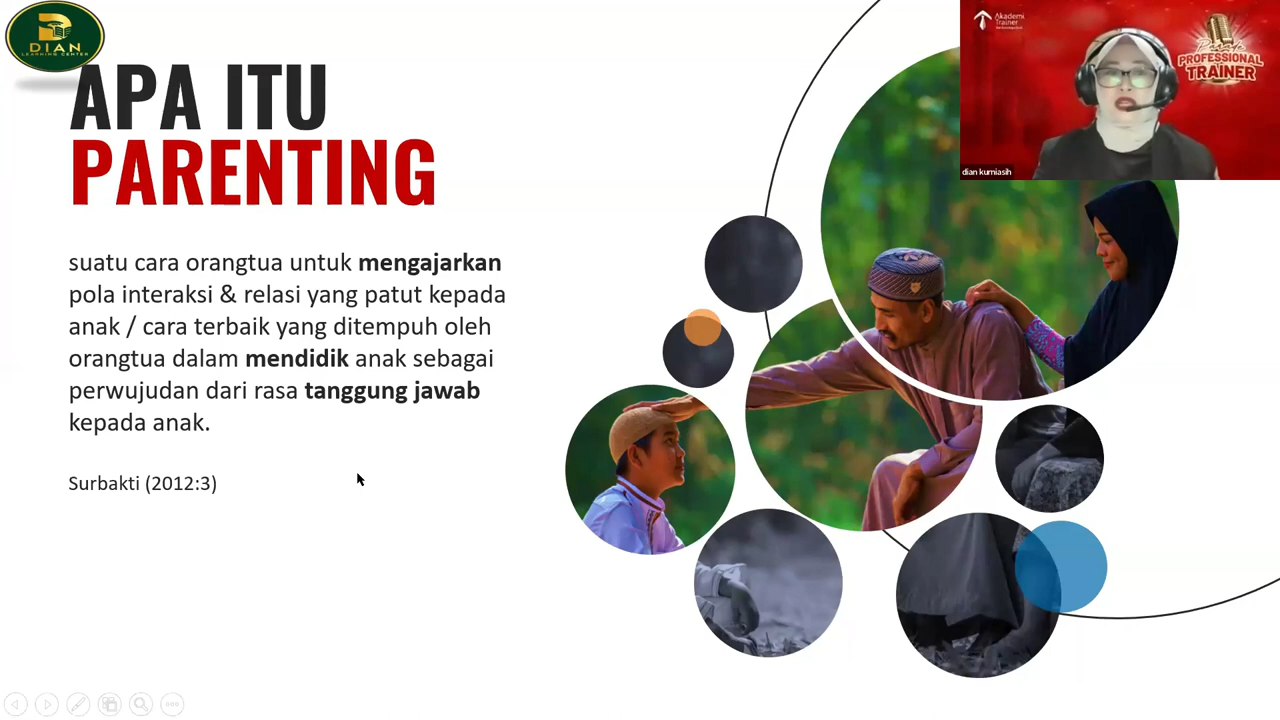 DIAN
LEARNING CENTER
APA ITU
PARENTING
suatu cara orangtua untuk mengajarkan
pola interaksi & relasi yang patut kepada
anak / cara terbaik yang ditempuh oleh
orangtua dalam mendidik anak sebagai
perwujudan dari rasa tanggung jawab
kepada anak.
Surbakti (2012:3)
Akademi
Trainer
PROFESSIONAL
TRAINER
dian kurniasih